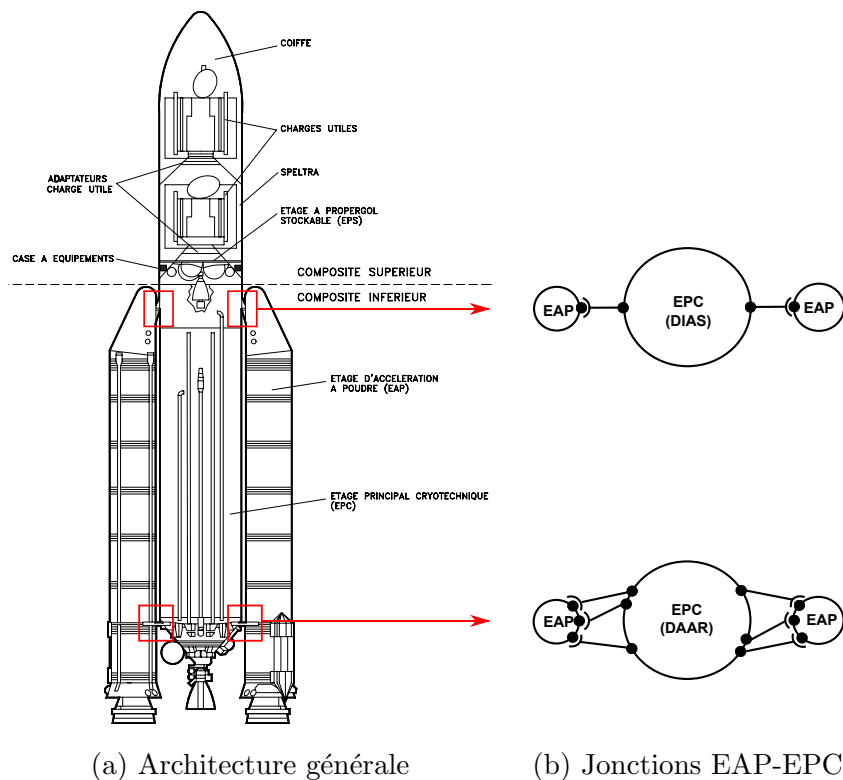 COIFFE
CHARGES UTILES
ADAPTATEURS
CHARGE UTILE
SPELTRA
ETAGE A PROPERGOL
STOCKABLE (EPS)
CASE A EQUIPEMENTS
COMPOSITE SUPERIEUR
COMPOSITE INFERIEUR
EAP
EPC
(DIAS)
EAP
ETAGE D'ACCELERATION
A POUDRE (EAP)
ETAGE PRINCIPAL CRYOTECHNIQUE
(EPC)
EAP
EPC
(DAAR)
EAP
(a) Architecture générale
(b) Jonctions EAP-EPC